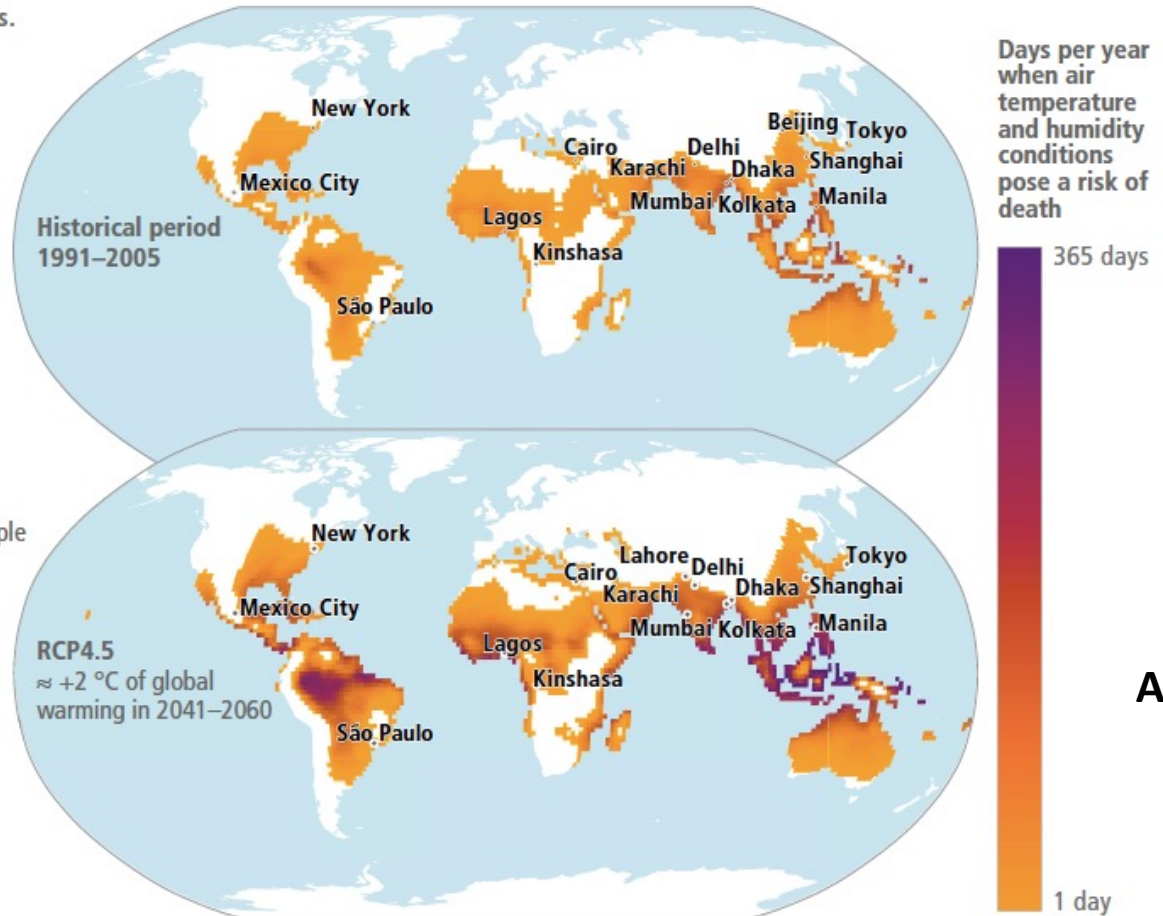 s.
New York
Mexico City
Historical period
1991–2005
São Paulo
Cairo
Lagos
Kinshasa
Karachi
Delhi
Dhaka
Mumbai
Kolkata
Beijing
Tokyo
Shanghai
Manila
Days per year
when air
temperature
and humidity
conditions
pose a risk of
death
365 days
1 day
ple
New York
Mexico City
RCP4.5
≈ +2 °C of global
warming in 2041–2060
São Paulo
Cairo
Lagos
Kinshasa
Lahore
Karachi
Delhi
Dhaka
Mumbai
Kolkata
Tokyo
Shanghai
Manila
A